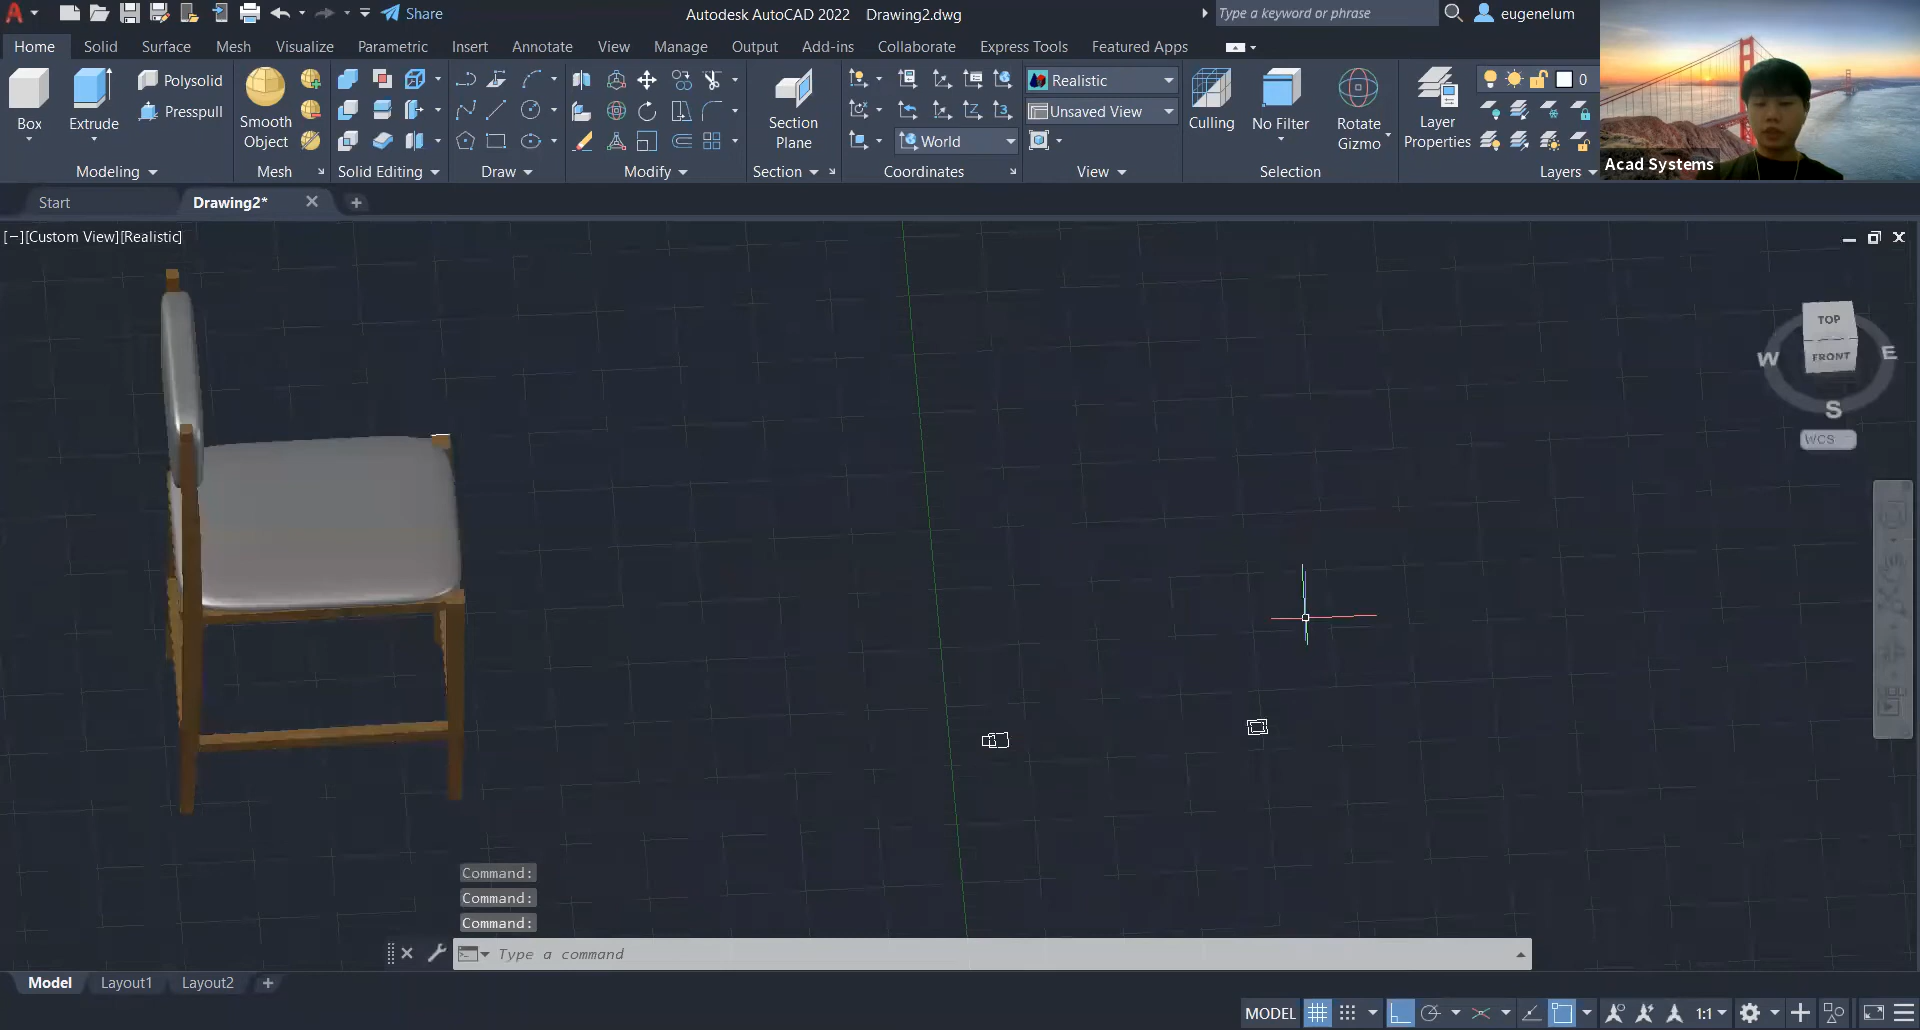 Share
Autodesk AutoCAD 2022 Drawing2.dwg
Type a keyword or phrase
eugenelum
Home Solid Surface Mesh Visualize Parametric Insert Annotate View Manage Output Add-ins Collaborate Express Tools Featured Apps
Box
Extrude
Polysolid
Presspull
Modeling
Smooth Object
Mesh
Solid Editing
Draw
Modify
Section Plane
Section
World
Coordinates
Realistic
Unsaved View
View
Culling
No Filter
Rotate Gizmo
Selection
Layer Properties
0
Layers
Acad Systems
Start
Drawing2*
[−][Custom View][Realistic]
TOP
FRONT
W
E
S
WCS
Command:
Command:
Command:
Type a command
Model Layout1 Layout2
MODEL
1:1